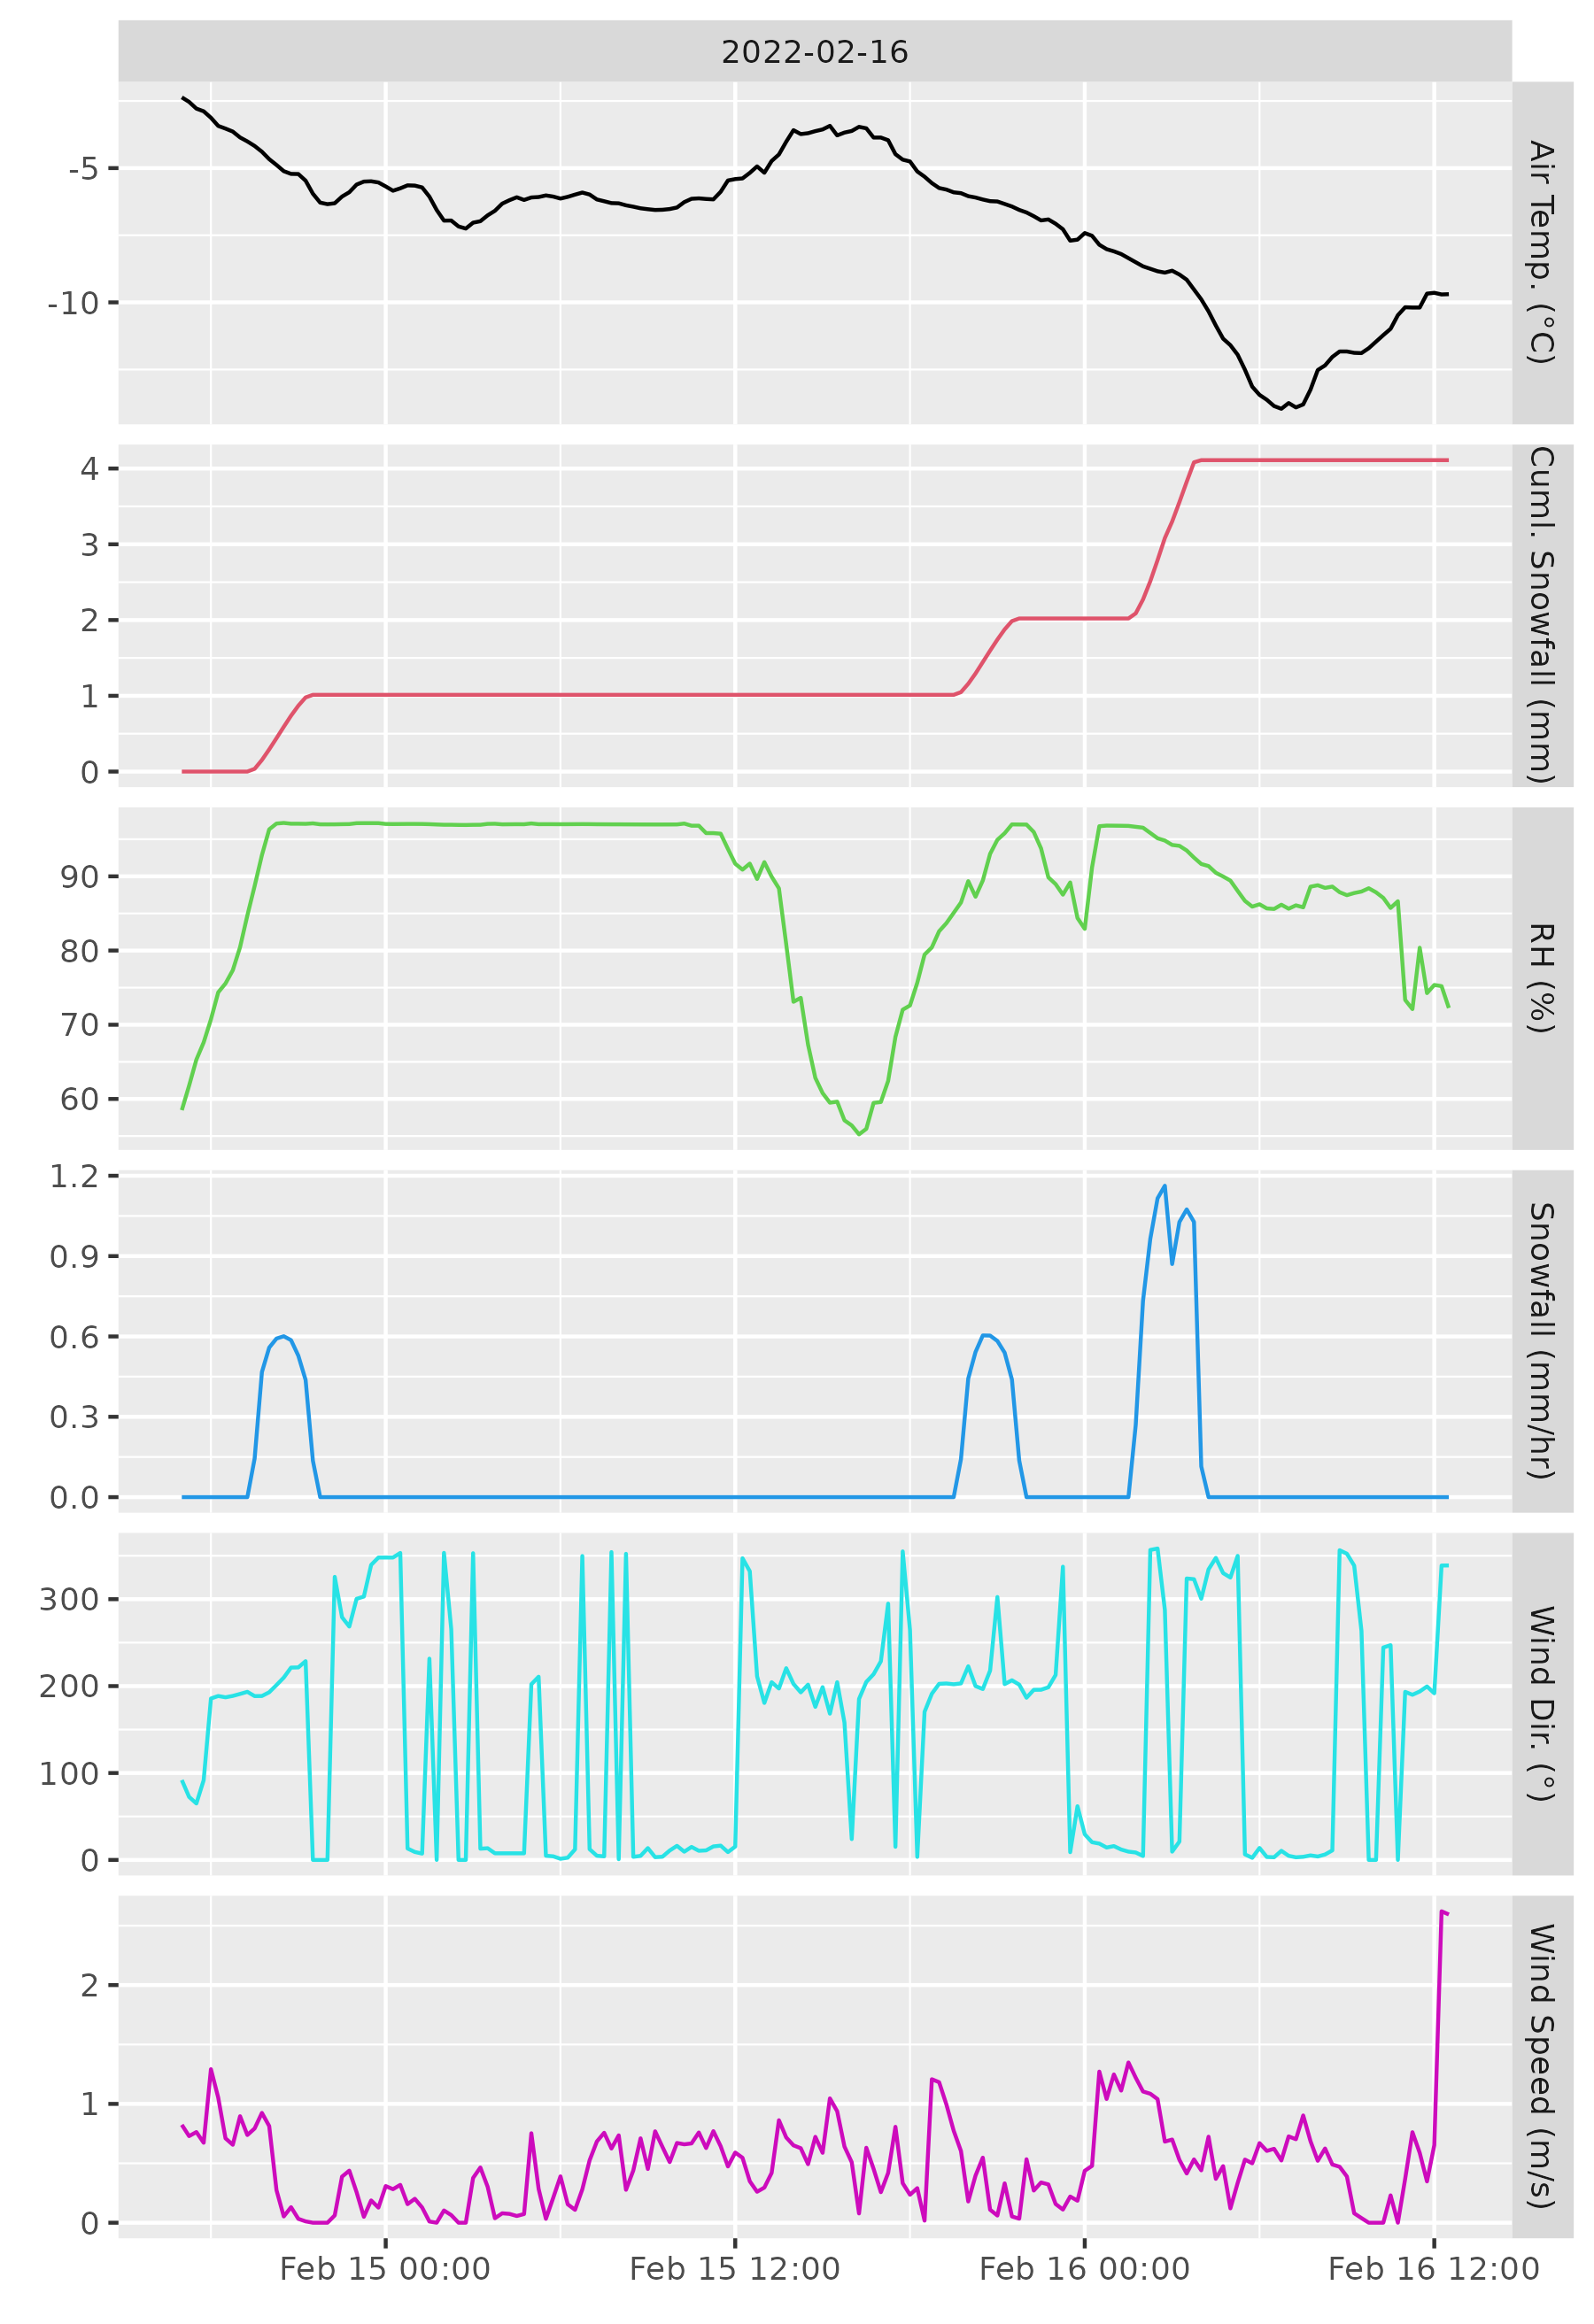 2022-02-16
-5
-10
Air Temp. (°C)
4
3
2
1
0
Cuml. Snowfall (mm)
90
80
70
60
RH (%)
1.2
0.9
0.6
0.3
0.0
Snowfall (mm/hr)
300
200
100
0
Wind Dir. (°)
2
1
0
Wind Speed (m/s)
Feb 15 00:00
Feb 15 12:00
Feb 16 00:00
Feb 16 12:00